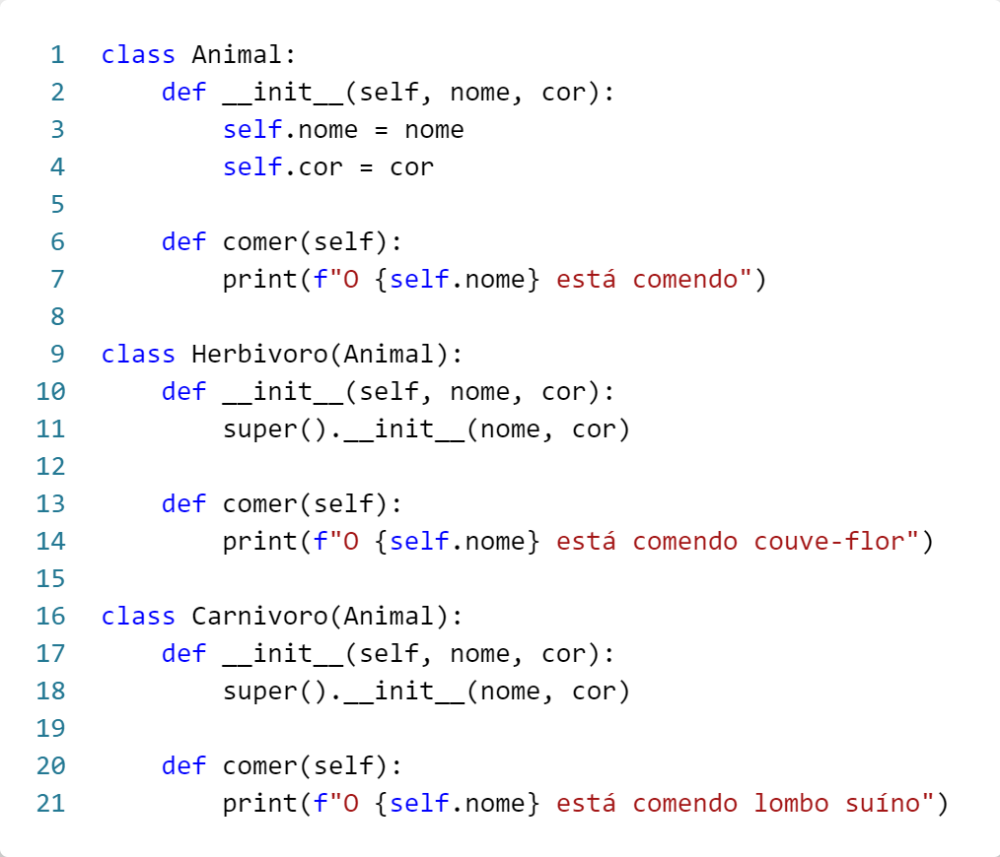 1 class Animal:
2     def __init__(self, nome, cor):
3         self.nome = nome
4         self.cor = cor
5
6     def comer(self):
7         print(f"O {self.nome} está comendo")
8
9 class Herbivoro(Animal):
10     def __init__(self, nome, cor):
11         super().__init__(nome, cor)
12
13     def comer(self):
14         print(f"O {self.nome} está comendo couve-flor")
15
16 class Carnivoro(Animal):
17     def __init__(self, nome, cor):
18         super().__init__(nome, cor)
19
20     def comer(self):
21         print(f"O {self.nome} está comendo lombo suíno")